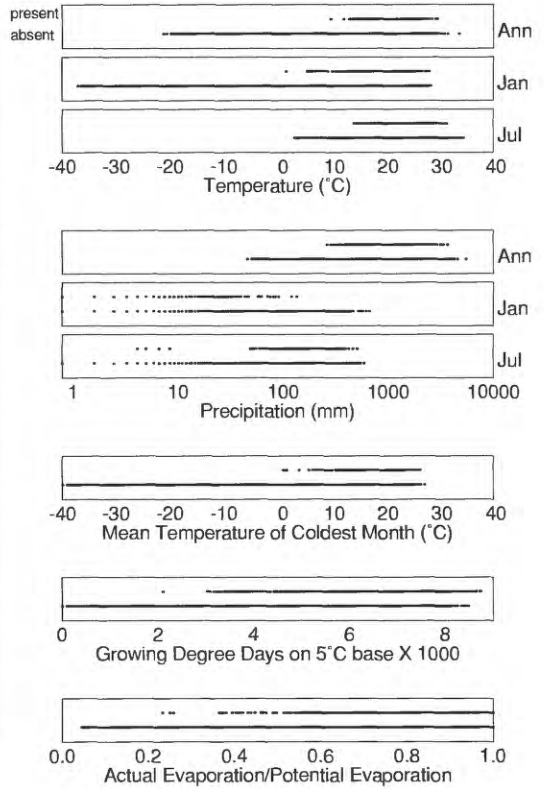 present
absent
Ann
Jan
Jul
-40 -30 -20 -10 0 10 20 30 40
Temperature (°C)
Ann
Jan
Jul
1 10 100 1000 10000
Precipitation (mm)
-40 -30 -20 -10 0 10 20 30 40
Mean Temperature of Coldest Month (°C)
0 2 4 6 8
Growing Degree Days on 5°C base X 1000
0.0 0.2 0.4 0.6 0.8 1.0
Actual Evaporation/Potential Evaporation